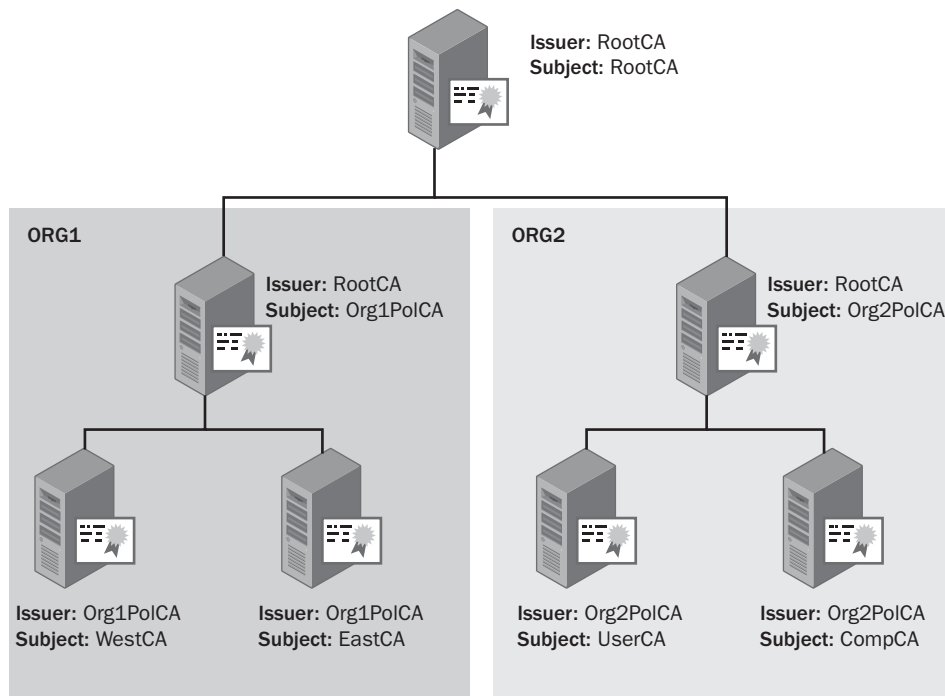 Issuer: RootCA
Subject: RootCA
ORG1
Issuer: RootCA
Subject: Org1PolCA
Issuer: Org1PolCA
Subject: WestCA
Issuer: Org1PolCA
Subject: EastCA
ORG2
Issuer: RootCA
Subject: Org2PolCA
Issuer: Org2PolCA
Subject: UserCA
Issuer: Org2PolCA
Subject: CompCA